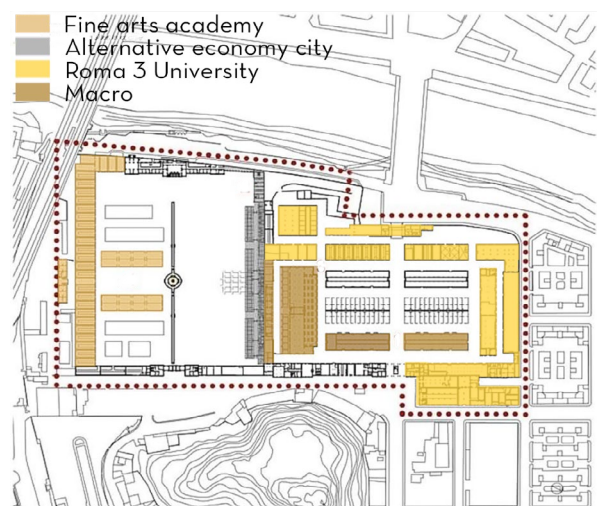 Fine arts academy
Alternative economy city
Roma 3 University
Macro